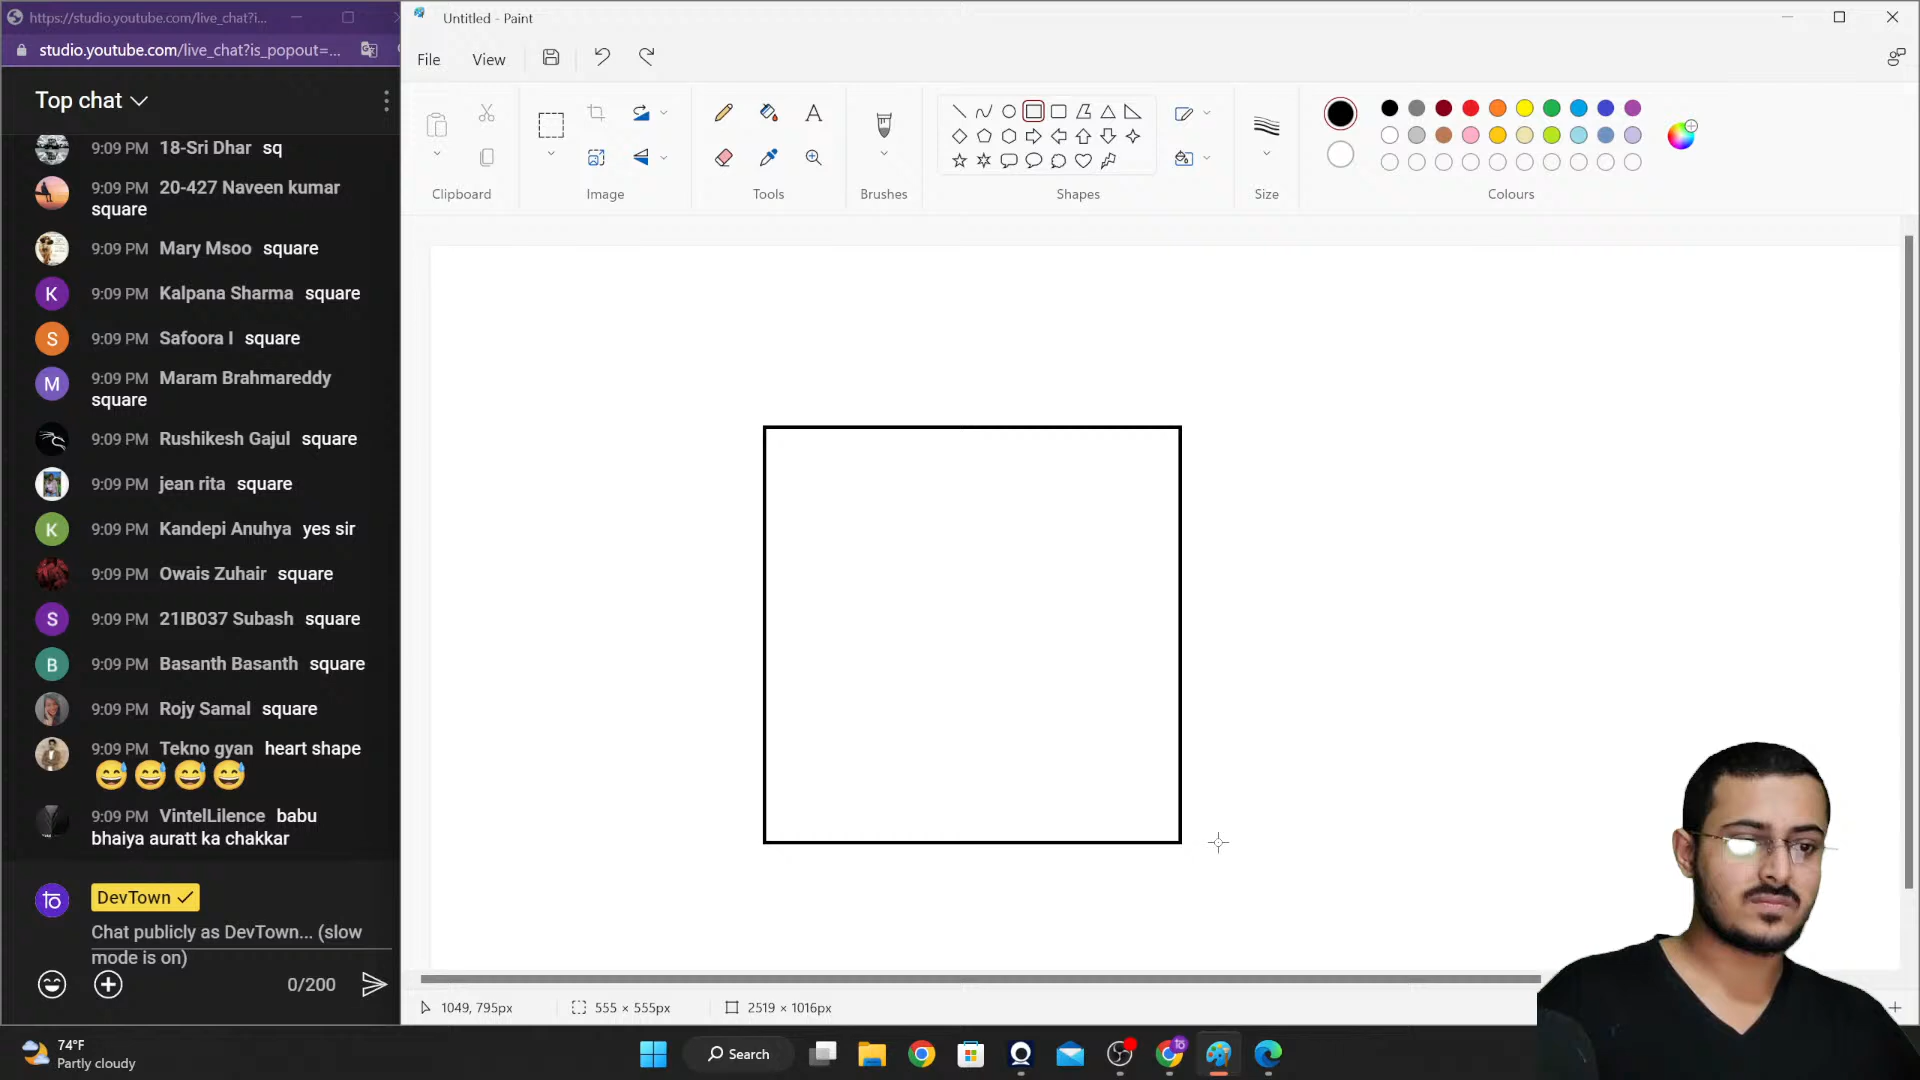 https://studio.youtube.com/live_chat?i...
studio.youtube.com/live_chat?is_popout=...
Top chat
9:09 PM 18-Sri Dhar sq
9:09 PM 20-427 Naveen kumar
square
9:09 PM Mary Msoo square
9:09 PM Kalpana Sharma square
9:09 PM Safoora I square
9:09 PM Maram Brahmareddy
square
9:09 PM Rushikesh Gajul square
9:09 PM jean rita square
9:09 PM Kandepi Anuhya yes sir
9:09 PM Owais Zuhair square
9:09 PM 21IB037 Subash square
9:09 PM Basanth Basanth square
9:09 PM Rojy Samal square
9:09 PM Tekno gyan heart shape
😅😅😅😅
9:09 PM VintelLilence babu
bhaiya auratt ka chakkar
DevTown
Chat publicly as DevTown... (slow
mode is on)
0/200
K
S
M
K
S
B
Untitled - Paint
File View
Clipboard Image Tools Brushes Shapes Size Colours
1049, 795px 555 × 555px 2519 × 1016px
74°F
Partly cloudy
Search